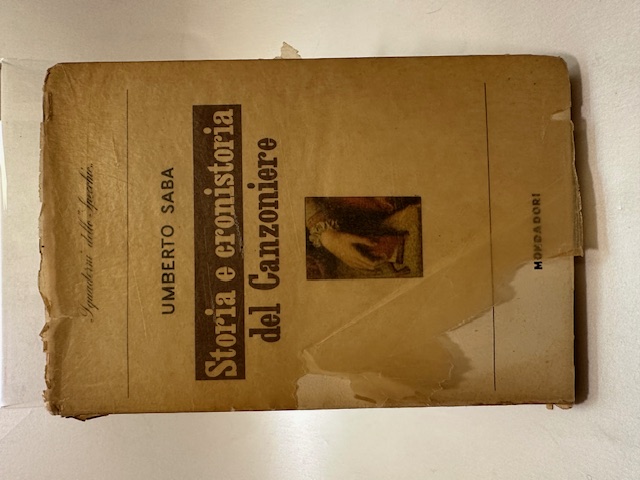 I quaderni dello "Specchio"
UMBERTO SABA
Storia e cronistoria
del Canzoniere
MONDADORI